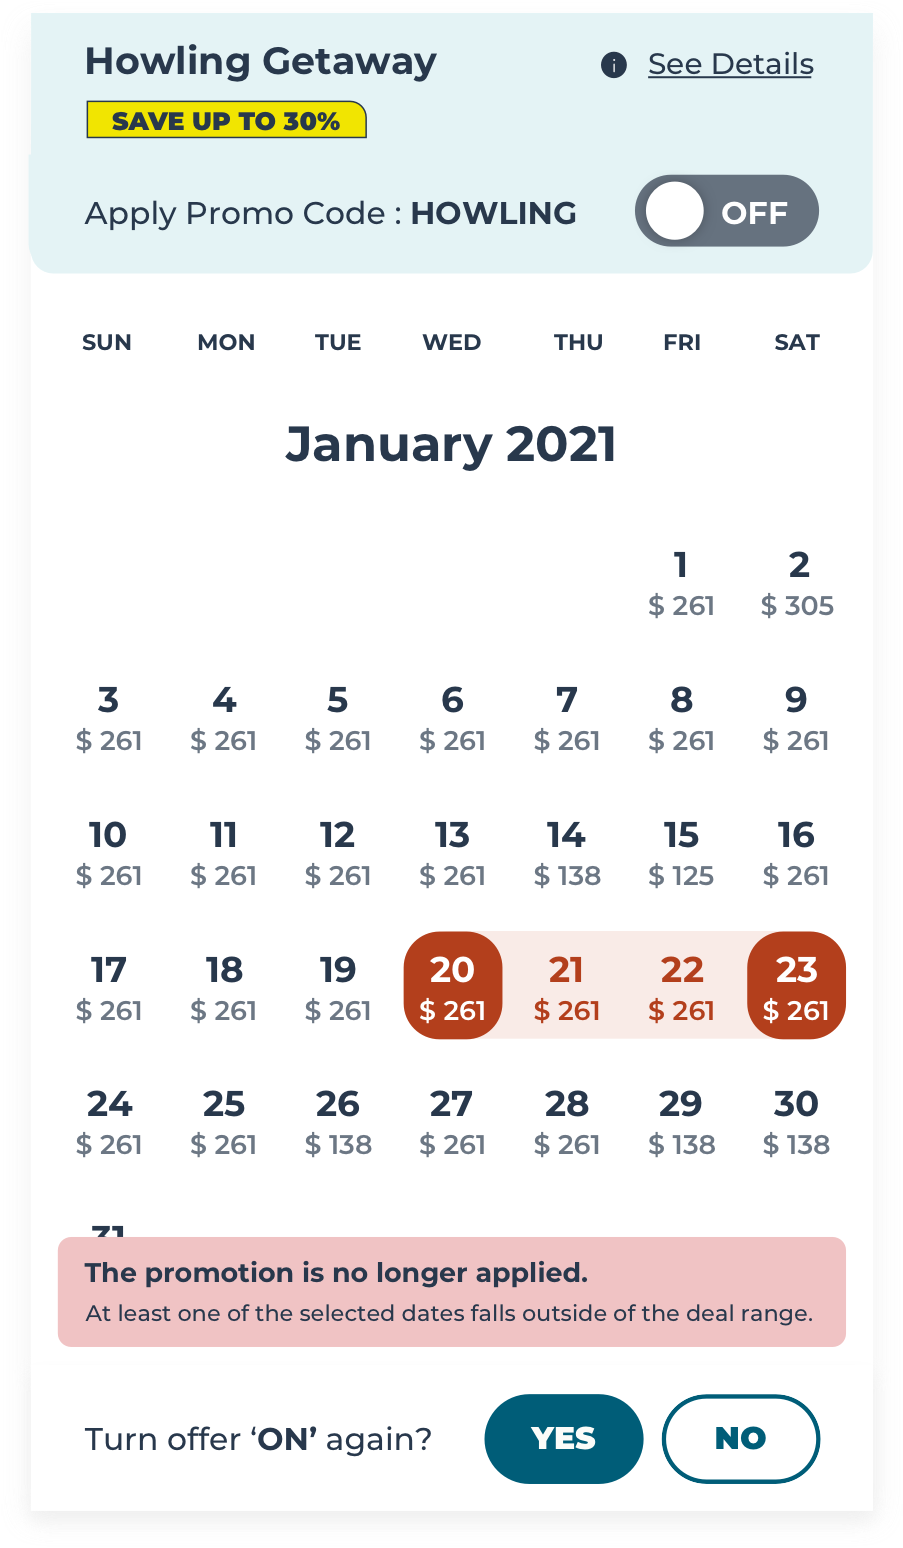 Howling Getaway
See Details
SAVE UP TO 30%
Apply Promo Code : HOWLING
OFF
SUN MON TUE WED THU FRI SAT
January 2021
1 2
$ 261 $ 305
3 4 5 6 7 8 9
$ 261 $ 261 $ 261 $ 261 $ 261 $ 261 $ 261
10 11 12 13 14 15 16
$ 261 $ 261 $ 261 $ 261 $ 138 $ 125 $ 261
17 18 19 20 21 22 23
$ 261 $ 261 $ 261 $ 261 $ 261 $ 261 $ 261
24 25 26 27 28 29 30
$ 261 $ 261 $ 138 $ 261 $ 261 $ 138 $ 138
31
The promotion is no longer applied.
At least one of the selected dates falls outside of the deal range.
Turn offer ‘ON’ again?
YES
NO